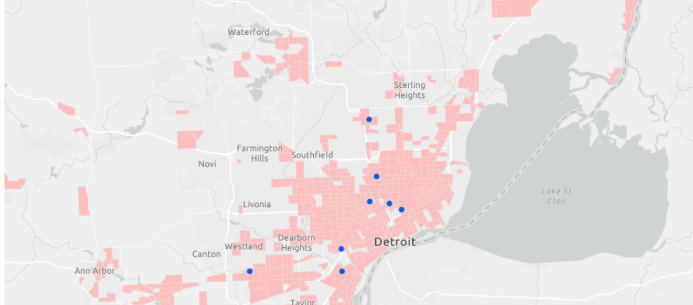 Waterford
Sterling
Heights
Farmington
Hills
Southfield
Novi
Lake St
Clair
Livonia
Dearborn
Heights
Detroit
Westland
Canton
Ann Arbor
Taylor